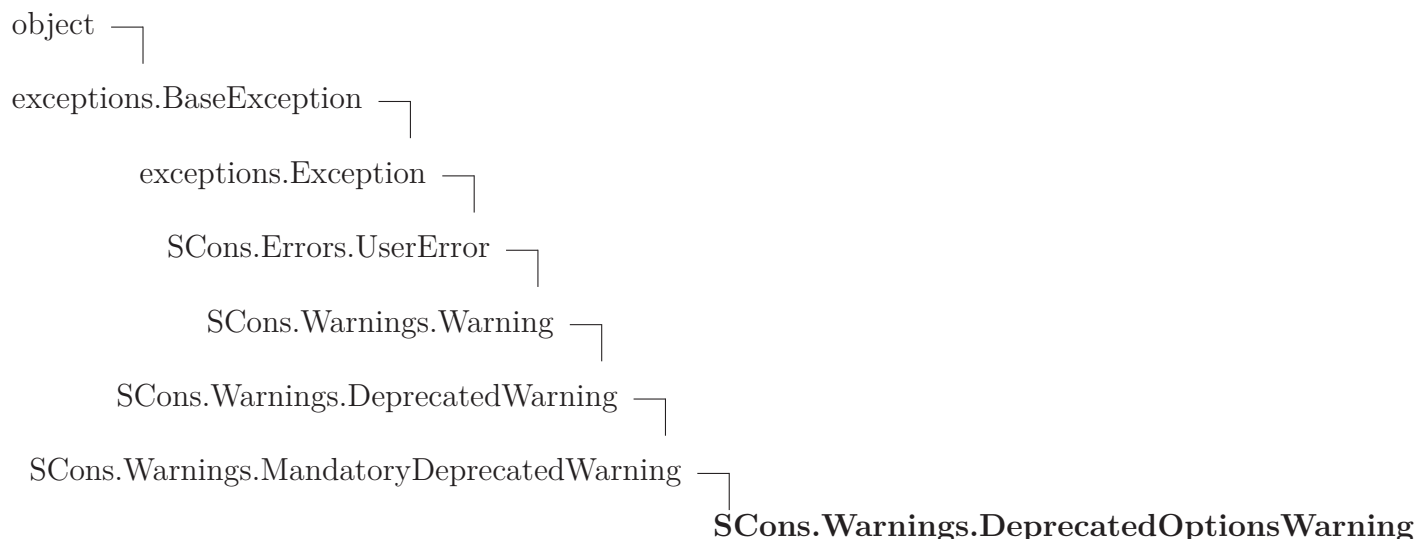 object
exceptions.BaseException
exceptions.Exception
SCons.Errors.UserError
SCons.Warnings.Warning
SCons.Warnings.DeprecatedWarning
SCons.Warnings.MandatoryDeprecatedWarning
SCons.Warnings.DeprecatedOptionsWarning